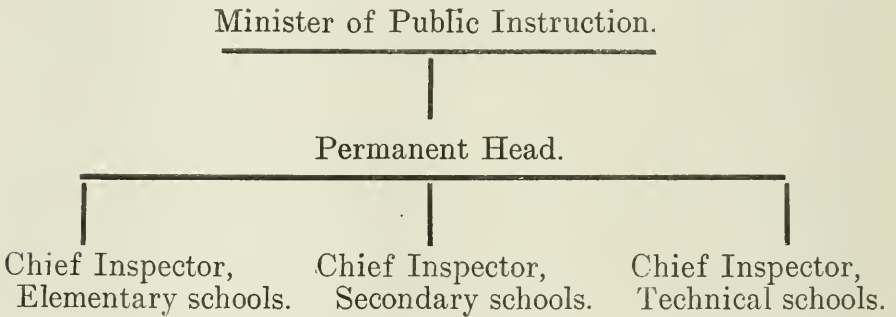 Minister of Public Instruction.
Permanent Head.
Chief Inspector,
Elementary schools.
Chief Inspector,
Secondary schools.
Chief Inspector,
Technical schools.